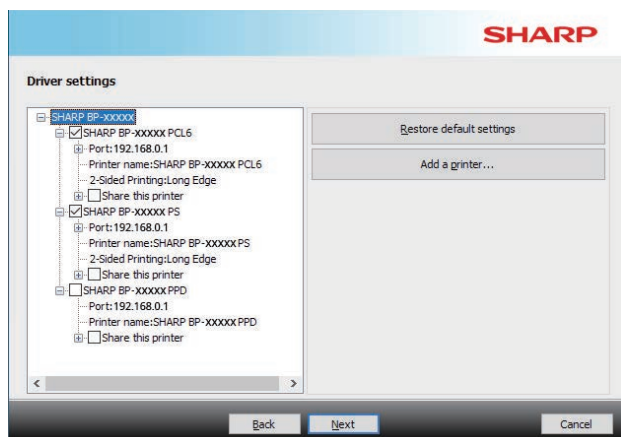 SHARP
Driver settings
SHARP BP-xxxxx
SHARP BP-xxxxx PCL6
Port:192.168.0.1
Printer name:SHARP BP-xxxxx PCL6
2-Sided Printing:Long Edge
Share this printer
SHARP BP-xxxxx PS
Port:192.168.0.1
Printer name:SHARP BP-xxxxx PS
2-Sided Printing:Long Edge
Share this printer
SHARP BP-xxxxx PPD
Port:192.168.0.1
Printer name:SHARP BP-xxxxx PPD
Share this printer
Restore default settings
Add a printer...
Back
Next
Cancel